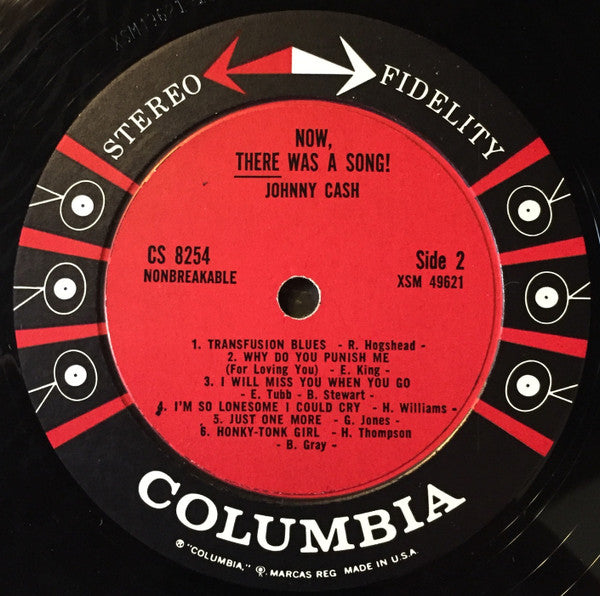 XSM49621
STEREO FIDELITY
NOW,
THERE WAS A SONG!
JOHNNY CASH
CS 8254
NONBREAKABLE
Side 2
XSM 49621
1. TRANSFUSION BLUES - R. Hogshead -
2. WHY DO YOU PUNISH ME
(For Loving You) - E. King -
3. I WILL MISS YOU WHEN YOU GO
- E. Tubb - B. Stewart -
4. I'M SO LONESOME I COULD CRY - H. Williams -
5. JUST ONE MORE - G. Jones -
6. HONKY-TONK GIRL - H. Thompson
- B. Gray -
COLUMBIA
® "COLUMBIA," ® MARCAS REG MADE IN U.S.A.